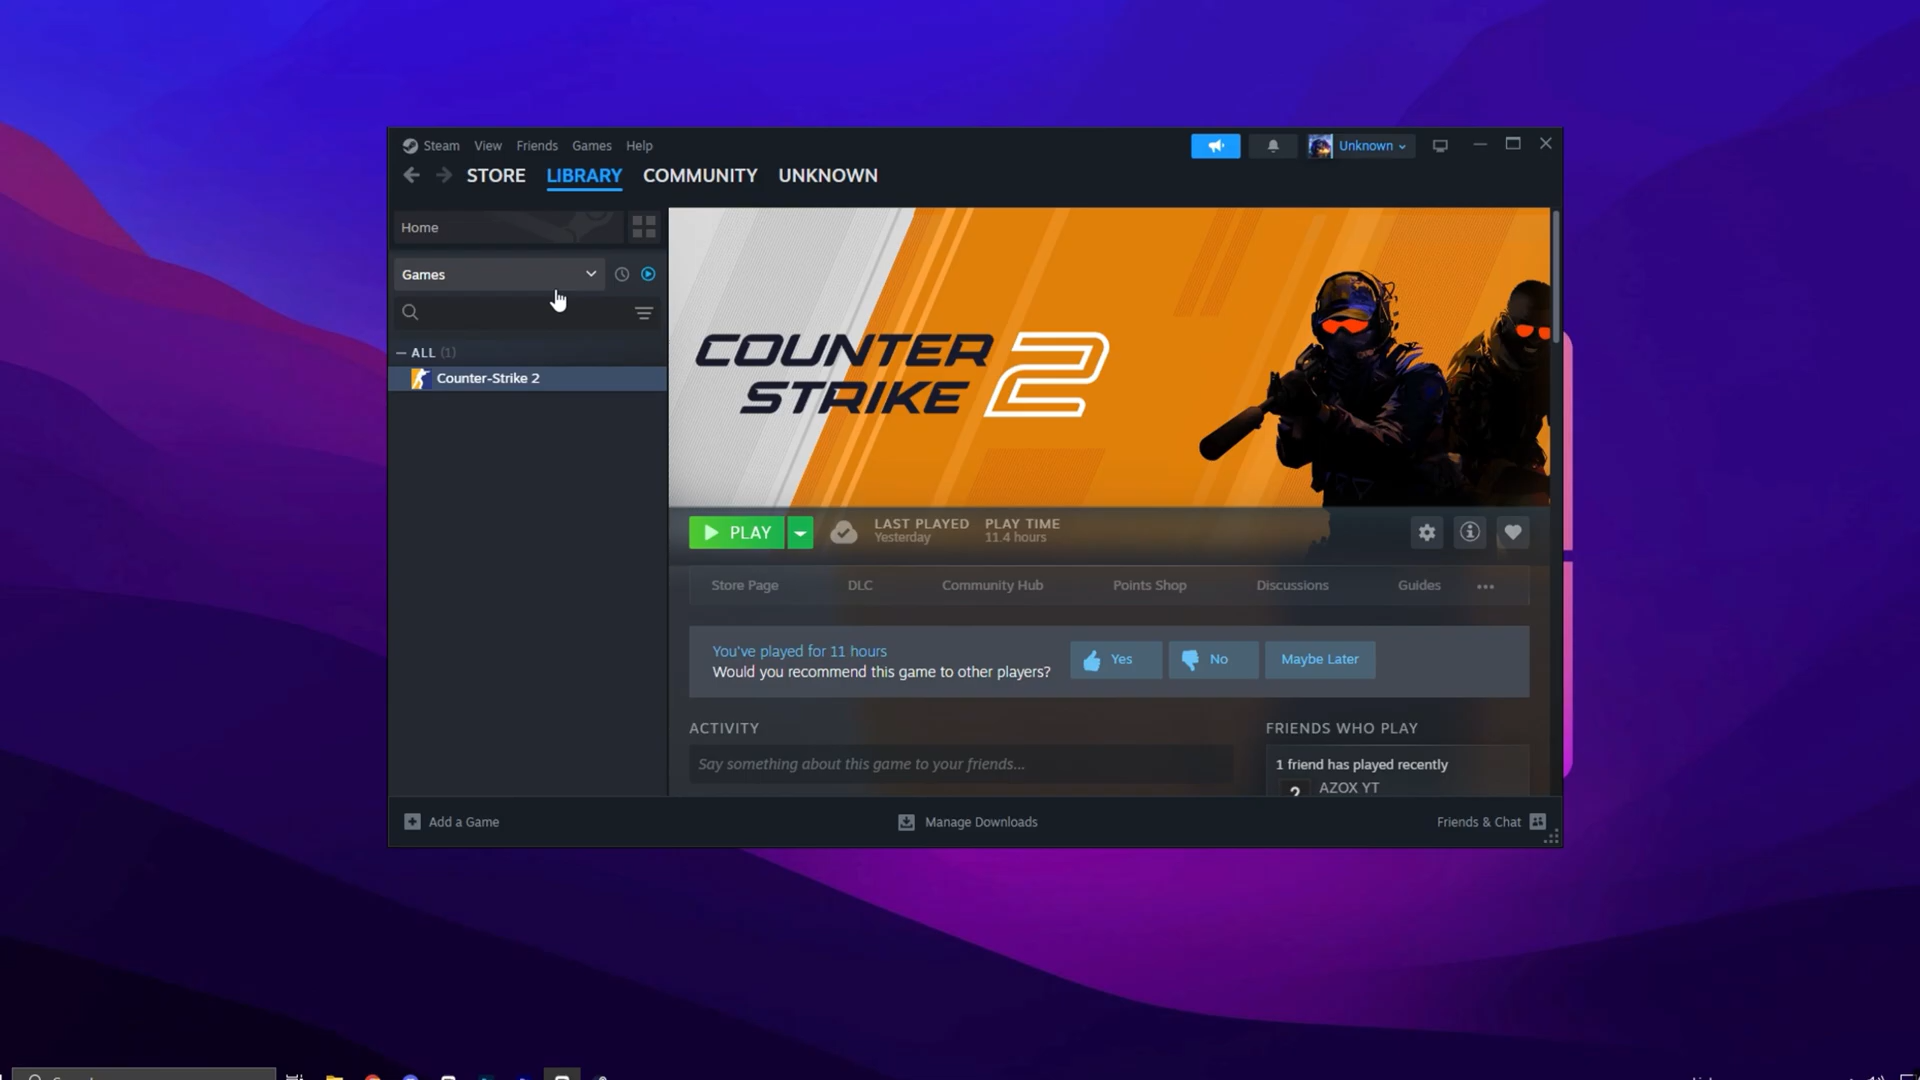 Steam View Friends Games Help
Unknown
STORE LIBRARY COMMUNITY UNKNOWN
Home
Games
ALL (1)
Counter-Strike 2
COUNTER
STRIKE 2
PLAY
LAST PLAYED
Yesterday
PLAY TIME
11.4 hours
Store Page DLC Community Hub Points Shop Discussions Guides
You've played for 11 hours
Would you recommend this game to other players?
Yes No Maybe Later
ACTIVITY
Say something about this game to your friends...
FRIENDS WHO PLAY
1 friend has played recently
?
AZOX YT
Add a Game
Manage Downloads
Friends & Chat